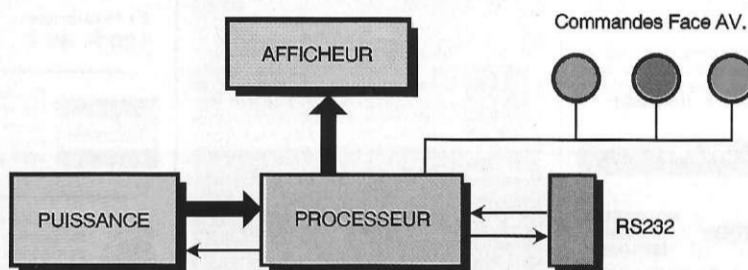 Commandes Face AV.
AFFICHEUR
PUISSANCE
PROCESSEUR
RS232